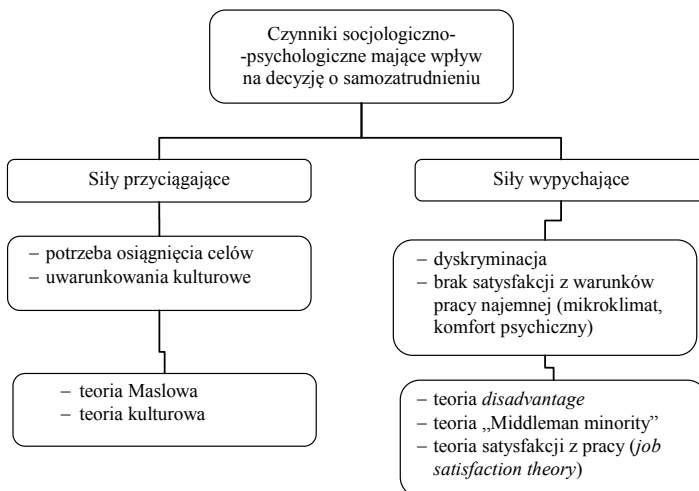 Czynniki socjologiczno-
-psychologiczne mające wpływ
na decyzję o samozatrudnieniu
Siły przyciągające
Siły wypychające
– potrzeba osiągnięcia celów
– uwarunkowania kulturowe
– dyskryminacja
– brak satysfakcji z warunków
pracy najemnej (mikroklimat,
komfort psychiczny)
– teoria Maslowa
– teoria kulturowa
– teoria disadvantage
– teoria „Middleman minority”
– teoria satysfakcji z pracy (job
satisfaction theory)